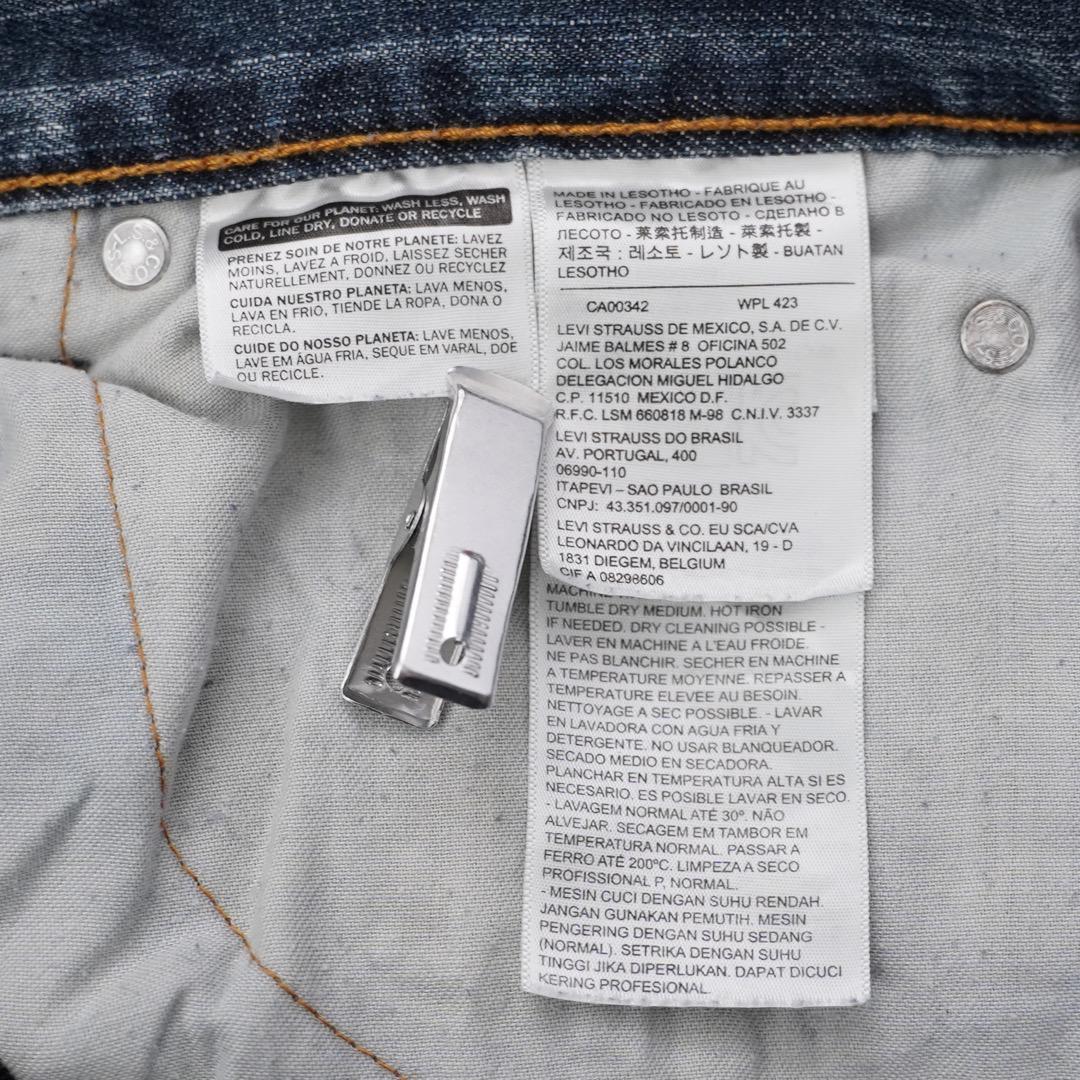 CARE FOR OUR PLANET: WASH LESS, WASH
COLD, LINE DRY, DONATE OR RECYCLE
PRENEZ SOIN DE NOTRE PLANETE: LAVEZ
MOINS, LAVEZ A FROID, LAISSEZ SECHER
NATURELLEMENT, DONNEZ OU RECYCLEZ
CUIDA NUESTRO PLANETA: LAVA MENOS,
LAVA EN FRIO, TIENDE LA ROPA, DONA O
RECICLA.
CUIDE DO NOSSO PLANETA: LAVE MENOS,
LAVE EM ÁGUA FRIA, SEQUE EM VARAL, DOE
OU RECICLE.
MADE IN LESOTHO - FABRIQUE AU
LESOTHO - FABRICADO EN LESOTHO -
FABRICADO NO LESOTO - СДЕЛАНО В
ЛЕСОТО - 莱索托制造 - 萊索托製 -
제조국 : 레소토 - レソト製 - BUATAN
LESOTHO
CA00342 WPL 423
LEVI STRAUSS DE MEXICO, S.A. DE C.V.
JAIME BALMES # 8 OFICINA 502
COL. LOS MORALES POLANCO
DELEGACION MIGUEL HIDALGO
C.P. 11510 MEXICO D.F.
R.F.C. LSM 660818 M-98 C.N.I.V. 3337
LEVI STRAUSS DO BRASIL
AV. PORTUGAL, 400
06990-110
ITAPEVI – SAO PAULO BRASIL
CNPJ: 43.351.097/0001-90
LEVI STRAUSS & CO. EU SCA/CVA
LEONARDO DA VINCILAAN, 19 - D
1831 DIEGEM, BELGIUM
CIF A 08298606
TUMBLE DRY MEDIUM. HOT IRON
IF NEEDED. DRY CLEANING POSSIBLE -
LAVER EN MACHINE A L'EAU FROIDE.
NE PAS BLANCHIR. SECHER EN MACHINE
A TEMPERATURE MOYENNE. REPASSER A
TEMPERATURE ELEVEE AU BESOIN.
NETTOYAGE A SEC POSSIBLE. - LAVAR
EN LAVADORA CON AGUA FRIA Y
DETERGENTE. NO USAR BLANQUEADOR.
SECADO MEDIO EN SECADORA.
PLANCHAR EN TEMPERATURA ALTA SI ES
NECESARIO. ES POSIBLE LAVAR EN SECO.
- LAVAGEM NORMAL ATÉ 30º. NÃO
ALVEJAR. SECAGEM EM TAMBOR EM
TEMPERATURA NORMAL. PASSAR A
FERRO ATÉ 200ºC. LIMPEZA A SECO
PROFISSIONAL P, NORMAL.
- MESIN CUCI DENGAN SUHU RENDAH.
JANGAN GUNAKAN PEMUTIH. MESIN
PENGERING DENGAN SUHU SEDANG
(NORMAL). SETRIKA DENGAN SUHU
TINGGI JIKA DIPERLUKAN. DAPAT DICUCI
KERING PROFESIONAL.